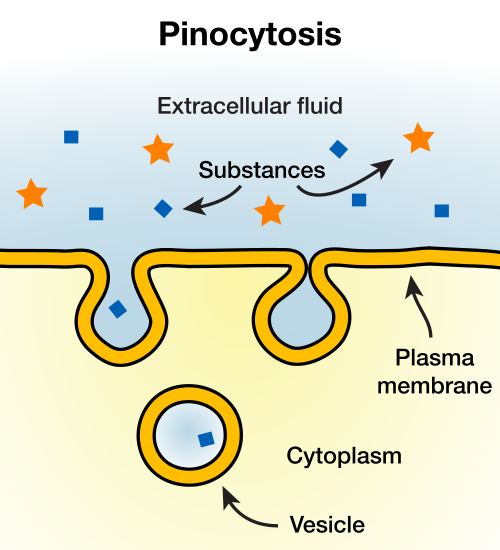 Pinocytosis
Extracellular fluid
Substances
Plasma
membrane
Cytoplasm
Vesicle